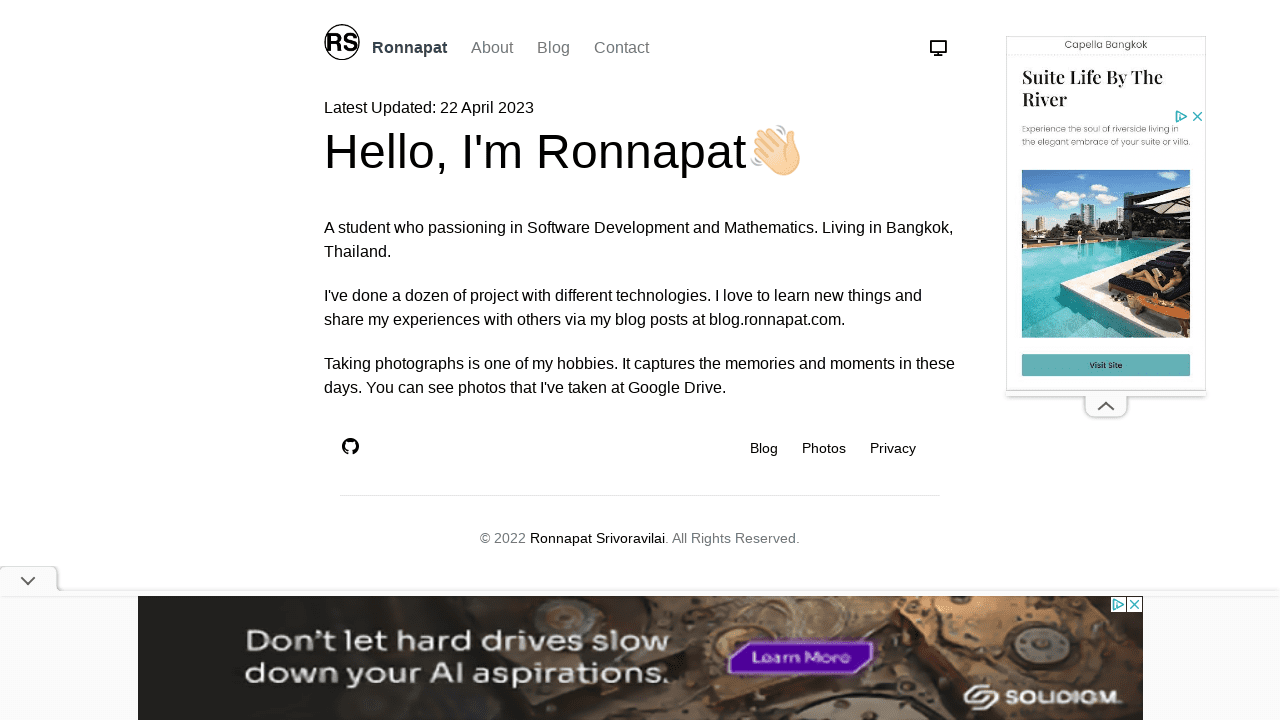 RS
Ronnapat About Blog Contact
Latest Updated: 22 April 2023
Hello, I'm Ronnapat
A student who passioning in Software Development and Mathematics. Living in Bangkok,
Thailand.
I've done a dozen of project with different technologies. I love to learn new things and
share my experiences with others via my blog posts at blog.ronnapat.com.
Taking photographs is one of my hobbies. It captures the memories and moments in these
days. You can see photos that I've taken at Google Drive.
Blog Photos Privacy
© 2022 Ronnapat Srivoravilai. All Rights Reserved.
Capella Bangkok
Suite Life By The
River
Experience the soul of riverside living in
the elegant embrace of your suite or villa.
Visit Site
Don't let hard drives slow
down your AI aspirations.
Learn More
SOLIDIGM